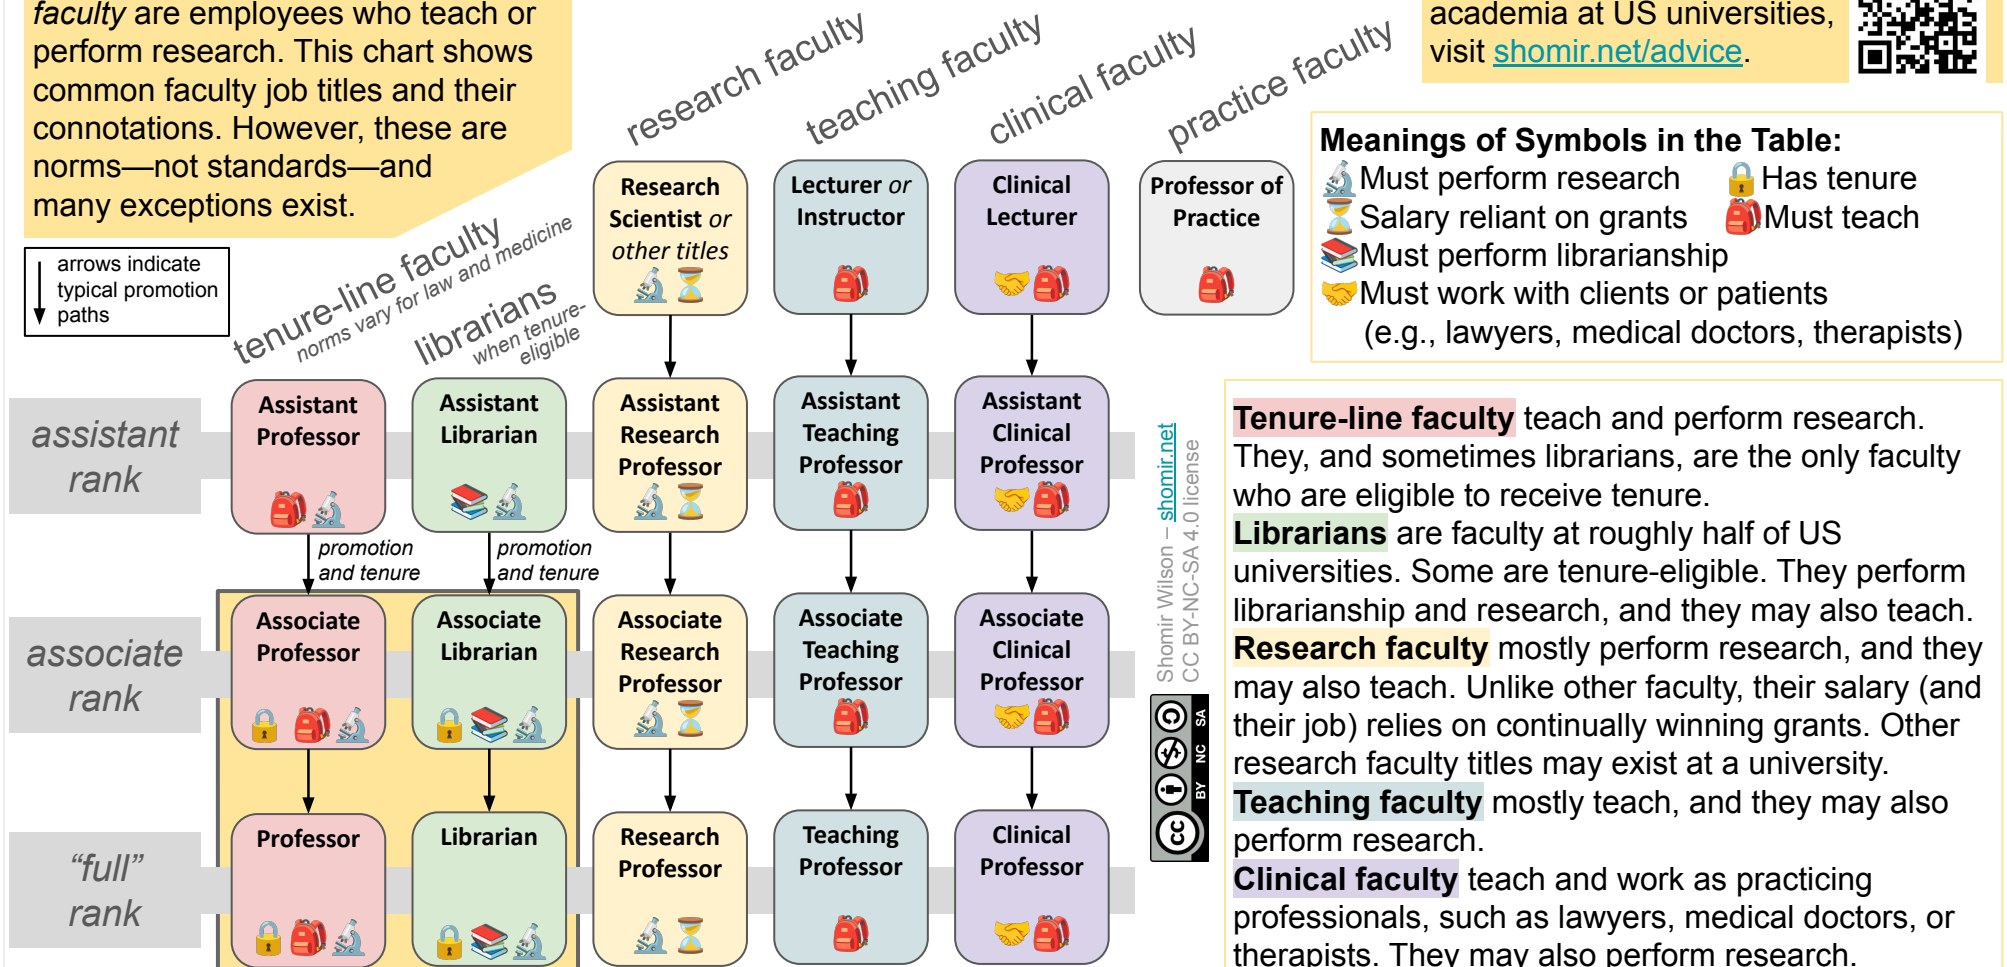 faculty are employees who teach or
perform research. This chart shows
common faculty job titles and their
connotations. However, these are
norms—not standards—and
many exceptions exist.
academia at US universities,
visit shomir.net/advice.
arrows indicate
typical promotion
paths
tenure-line faculty
norms vary for law and medicine
librarians
when tenure-
eligible
research faculty
teaching faculty
clinical faculty
practice faculty
Research
Scientist or
other titles
Lecturer or
Instructor
Clinical
Lecturer
Professor of
Practice
Meanings of Symbols in the Table:
Must perform research
Has tenure
Salary reliant on grants
Must teach
Must perform librarianship
Must work with clients or patients
(e.g., lawyers, medical doctors, therapists)
assistant
rank
Assistant
Professor
Assistant
Librarian
Assistant
Research
Professor
Assistant
Teaching
Professor
Assistant
Clinical
Professor
promotion
and tenure
promotion
and tenure
associate
rank
Associate
Professor
Associate
Librarian
Associate
Research
Professor
Associate
Teaching
Professor
Associate
Clinical
Professor
"full"
rank
Professor
Librarian
Research
Professor
Teaching
Professor
Clinical
Professor
Shomir Wilson – shomir.net
CC BY-NC-SA 4.0 license
cc
BY NC SA
Tenure-line faculty teach and perform research.
They, and sometimes librarians, are the only faculty
who are eligible to receive tenure.
Librarians are faculty at roughly half of US
universities. Some are tenure-eligible. They perform
librarianship and research, and they may also teach.
Research faculty mostly perform research, and they
may also teach. Unlike other faculty, their salary (and
their job) relies on continually winning grants. Other
research faculty titles may exist at a university.
Teaching faculty mostly teach, and they may also
perform research.
Clinical faculty teach and work as practicing
professionals, such as lawyers, medical doctors, or
therapists. They may also perform research.